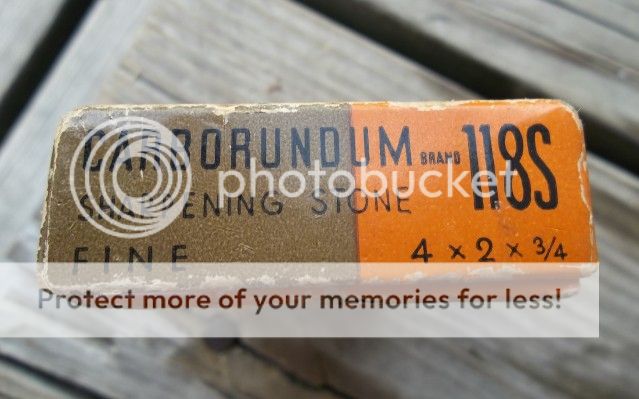 CARBORUNDUM BRAND 118S
SHARPENING STONE
FINE 4 x 2 x 3/4
photobucket
Protect more of your memories for less!